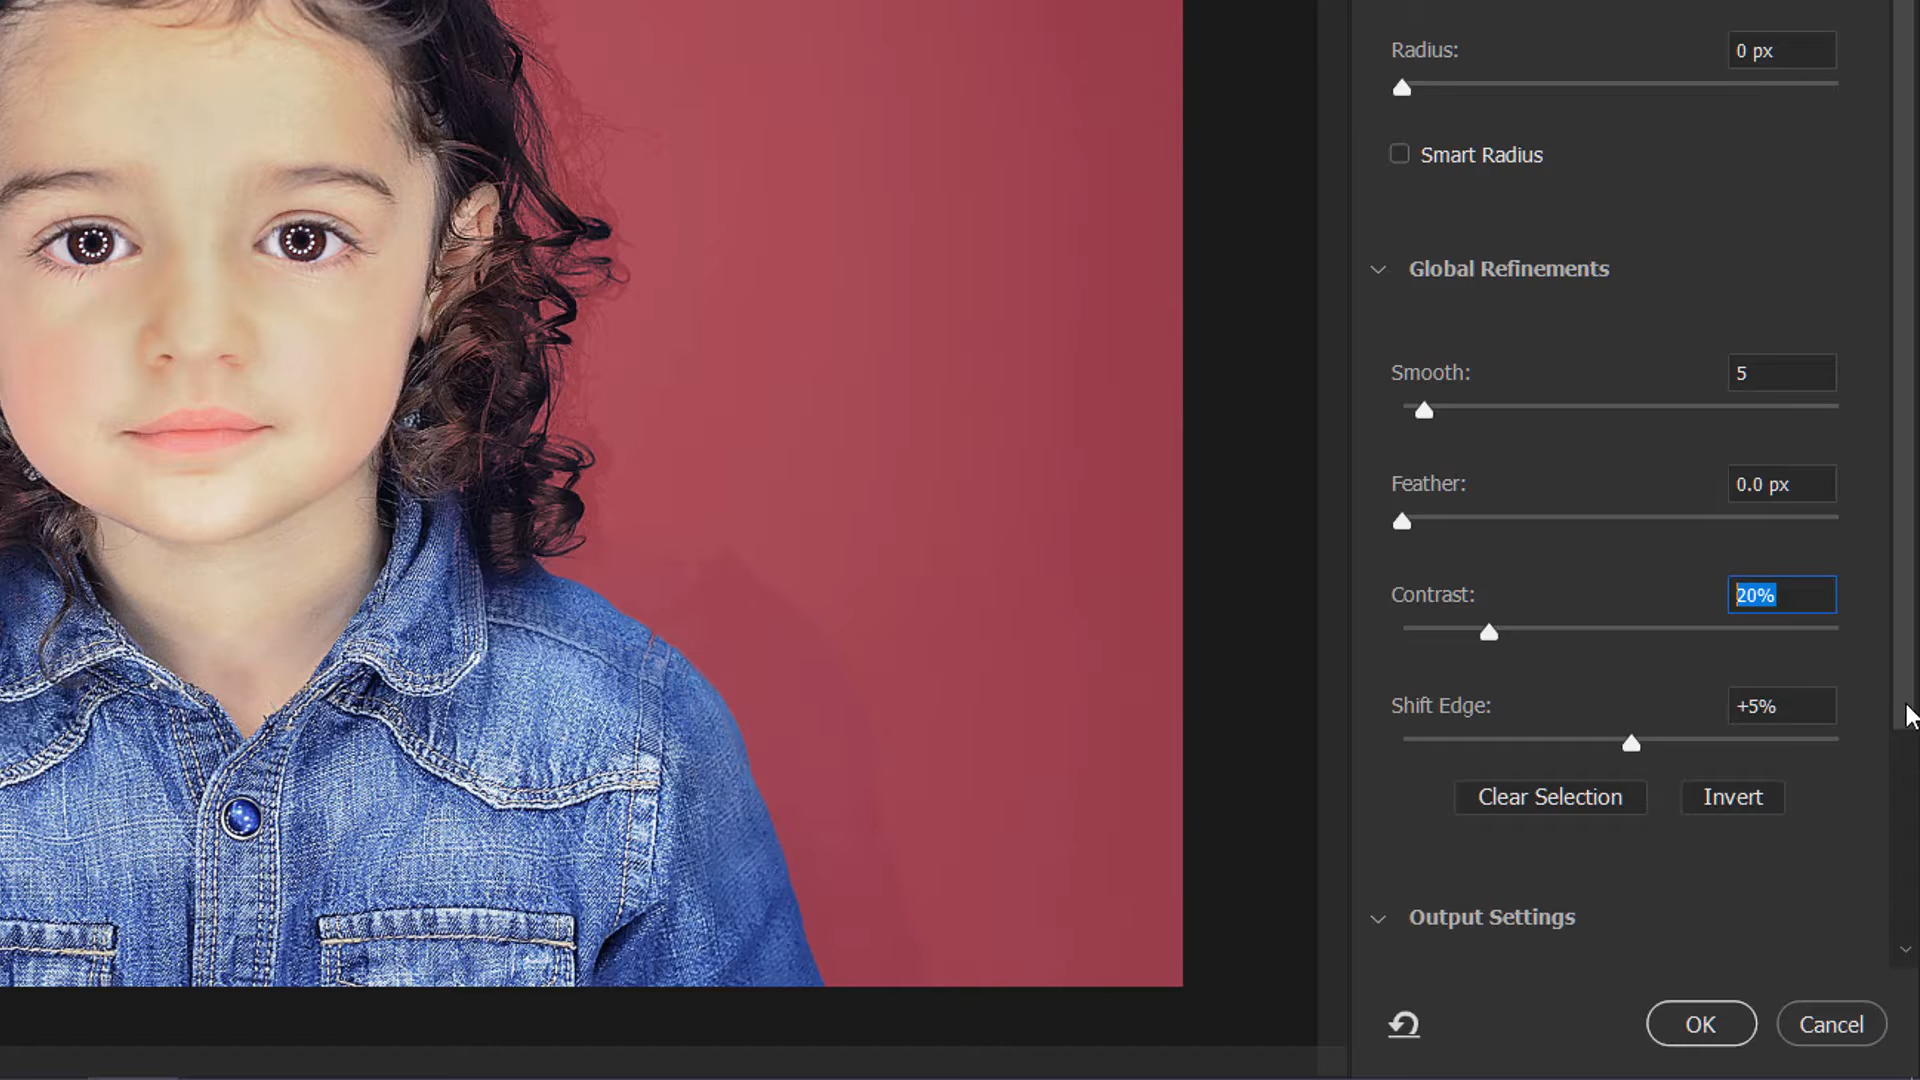 Radius:
0 px
Smart Radius
Global Refinements
Smooth:
5
Feather:
0.0 px
Contrast:
20%
Shift Edge:
+5%
Clear Selection
Invert
Output Settings
OK
Cancel